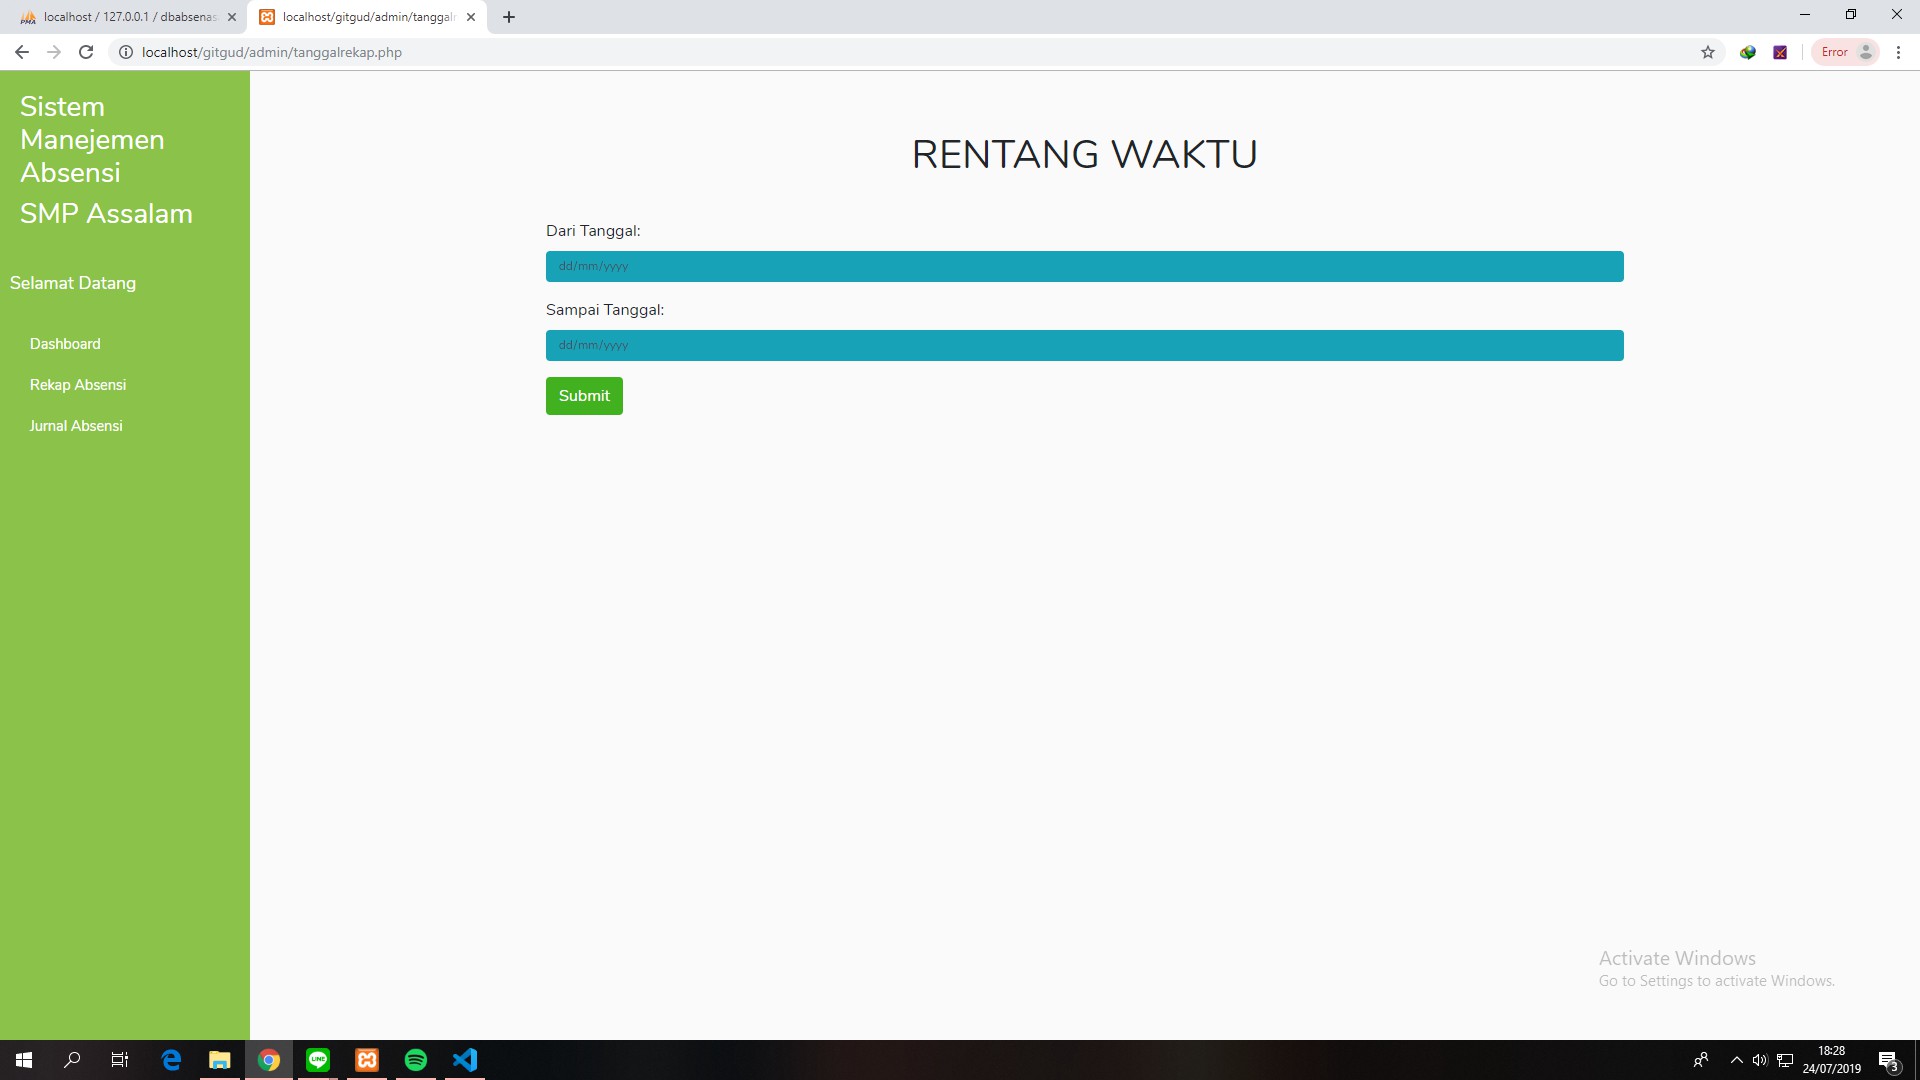 localhost / 127.0.0.1 / dbabsenas
localhost/gitgud/admin/tanggalr
localhost/gitgud/admin/tanggalrekap.php
Error
Sistem
Manejemen
Absensi
SMP Assalam
Selamat Datang
Dashboard
Rekap Absensi
Jurnal Absensi
RENTANG WAKTU
Dari Tanggal:
dd/mm/yyyy
Sampai Tanggal:
dd/mm/yyyy
Submit
Activate Windows
Go to Settings to activate Windows.
LINE
18:28
24/07/2019
3